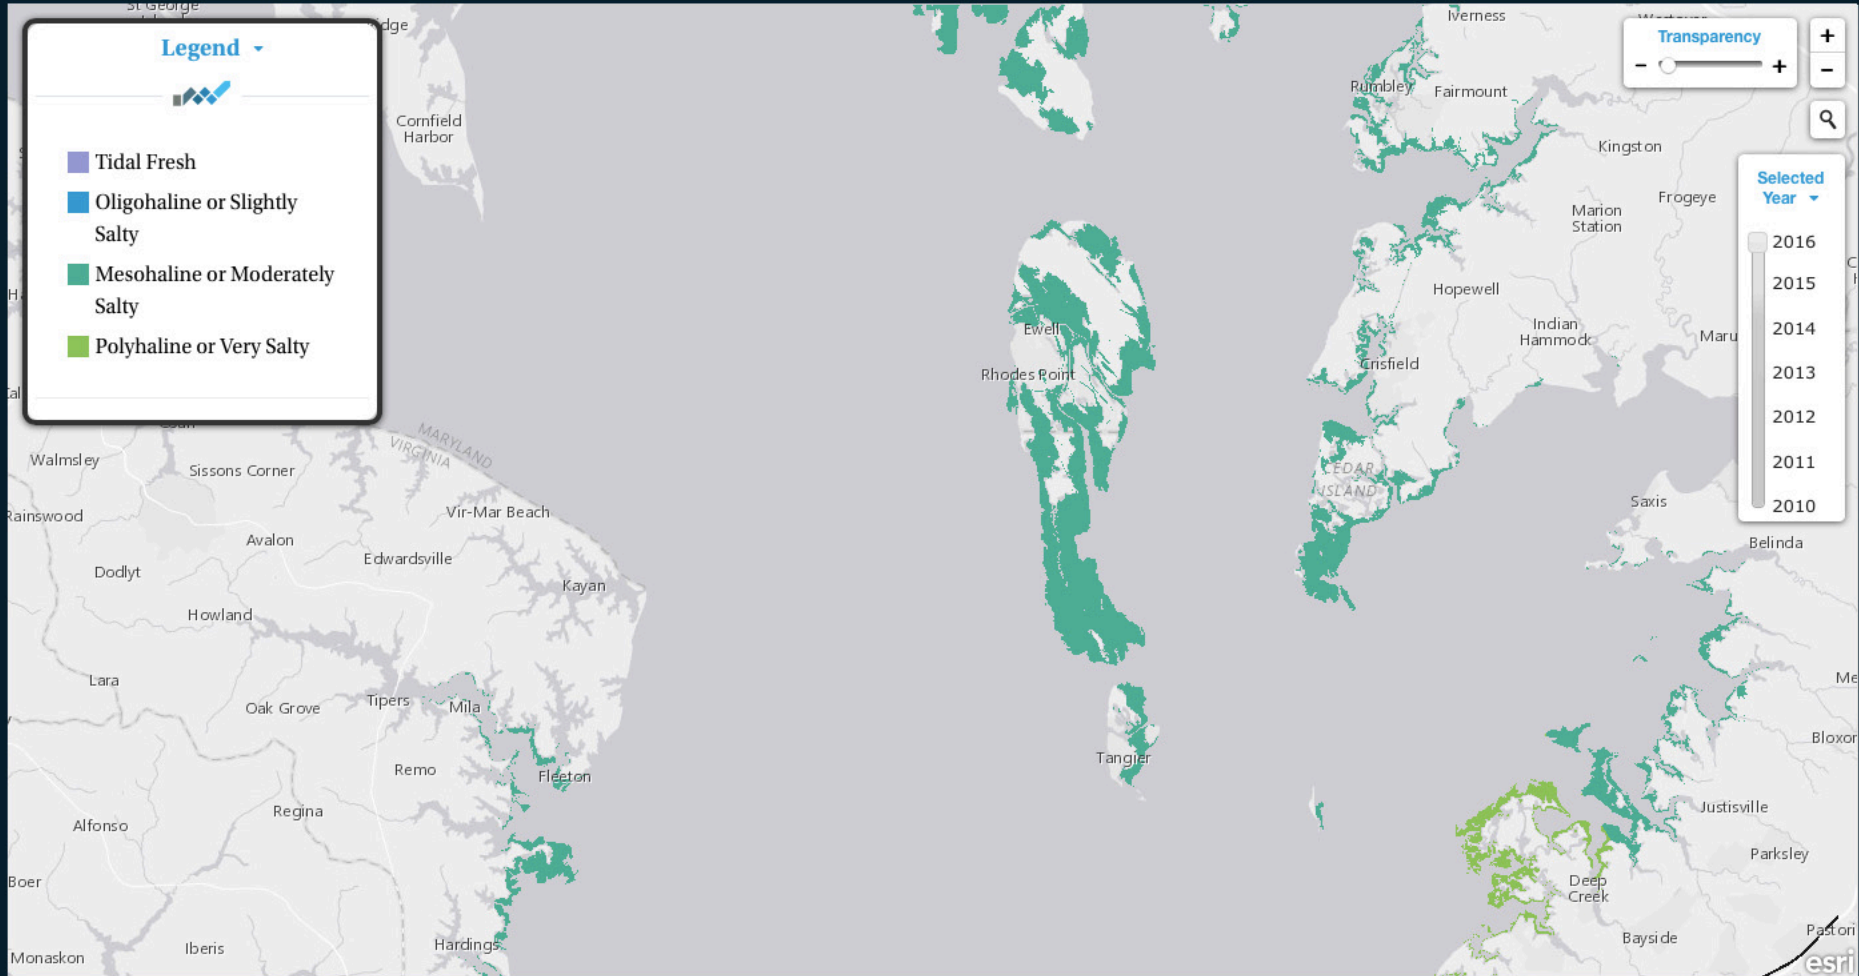 St George
Legend
Tidal Fresh
Oligohaline or Slightly
Salty
Mesohaline or Moderately
Salty
Polyhaline or Very Salty
Cornfield
Harbor
Iverness
Transparency
Rumbley
Fairmount
Kingston
Marion
Station
Frogeye
Selected
Year
2016
2015
2014
2013
2012
2011
2010
Hopewell
Indian
Hammock
Crisfield
Ewell
Rhodes Point
MARYLAND
VIRGINIA
Walmsley
Sissons Corner
CEDAR
ISLAND
Saxis
Vir-Mar Beach
Avalon
Edwardsville
Belinda
Dodlyt
Kayan
Howland
Lara
Oak Grove
Tipers
Mila
Tangier
Remo
Fleeton
Regina
Alfonso
Justisville
Parksley
Deep
Creek
Boer
Hardings
Iberis
Monaskon
Bayside
esri